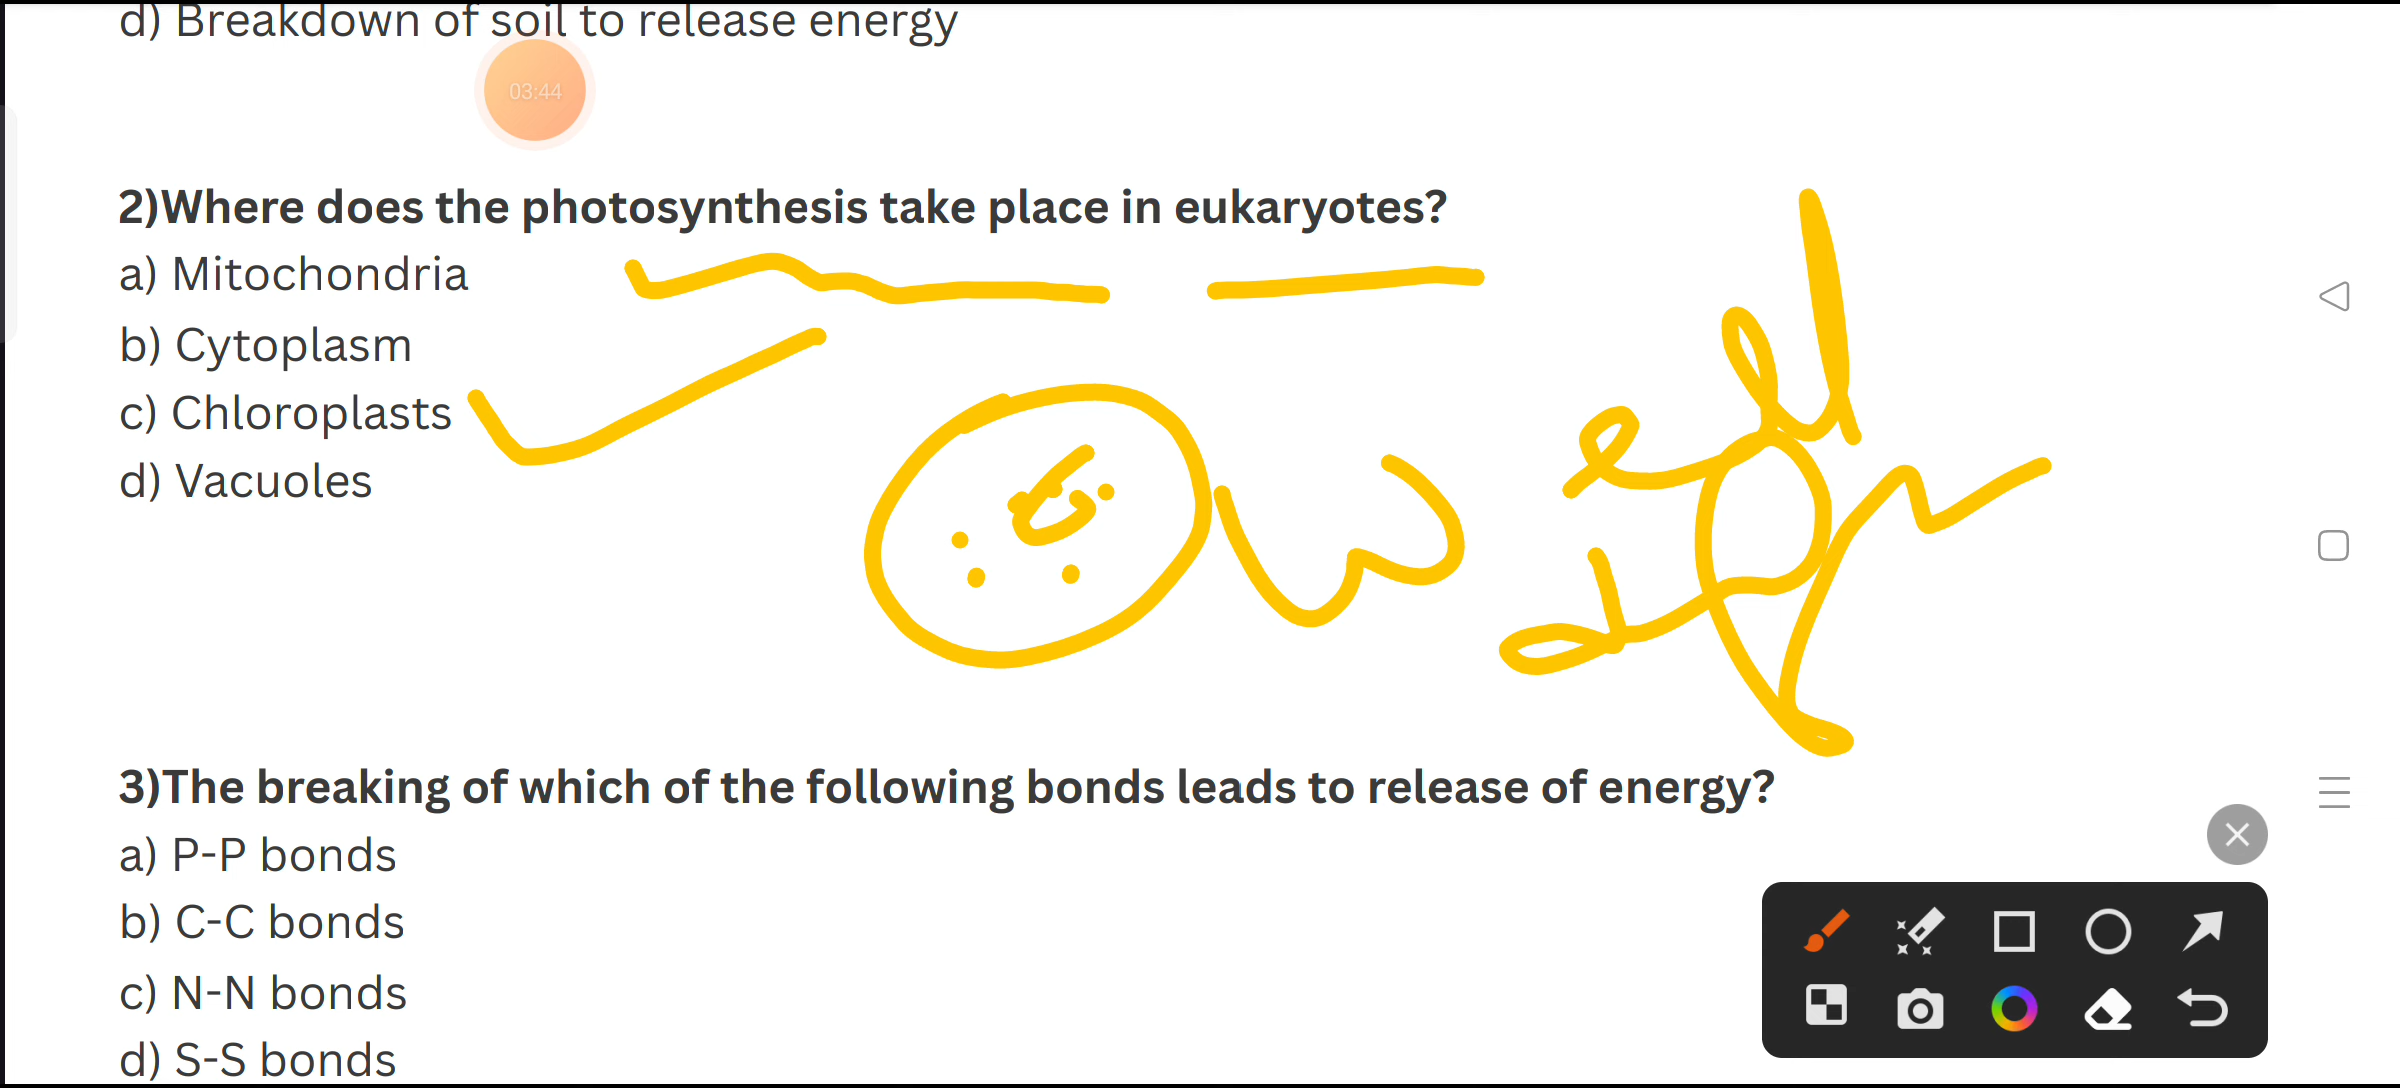 d) Breakdown of soil to release energy
03:44
2)Where does the photosynthesis take place in eukaryotes?
a) Mitochondria
b) Cytoplasm
c) Chloroplasts
d) Vacuoles
3)The breaking of which of the following bonds leads to release of energy?
a) P-P bonds
b) C-C bonds
c) N-N bonds
d) S-S bonds